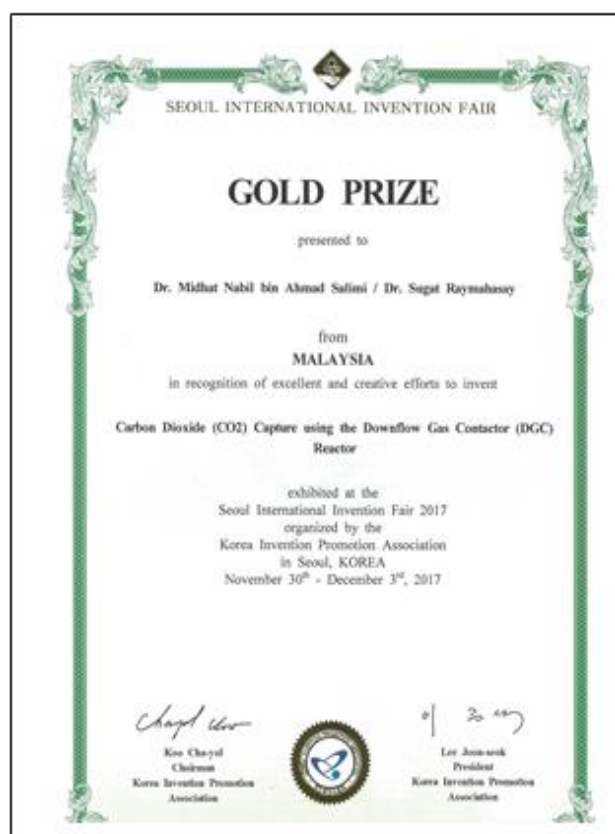 SEOUL INTERNATIONAL INVENTION FAIR
GOLD PRIZE
presented to
Dr. Midhat Nabil bin Ahmad Salimi / Dr. Sugat Raymahasay
from
MALAYSIA
in recognition of excellent and creative efforts to invent
Carbon Dioxide (CO2) Capture using the Downflow Gas Contactor (DGC)
Reactor
exhibited at the
Seoul International Invention Fair 2017
organized by the
Korea Invention Promotion Association
in Seoul, KOREA
November 30th - December 3rd, 2017
Koo Cha-yol
Chairman
Korea Invention Promotion
Association
Lee Joon-seok
President
Korea Invention Promotion
Association